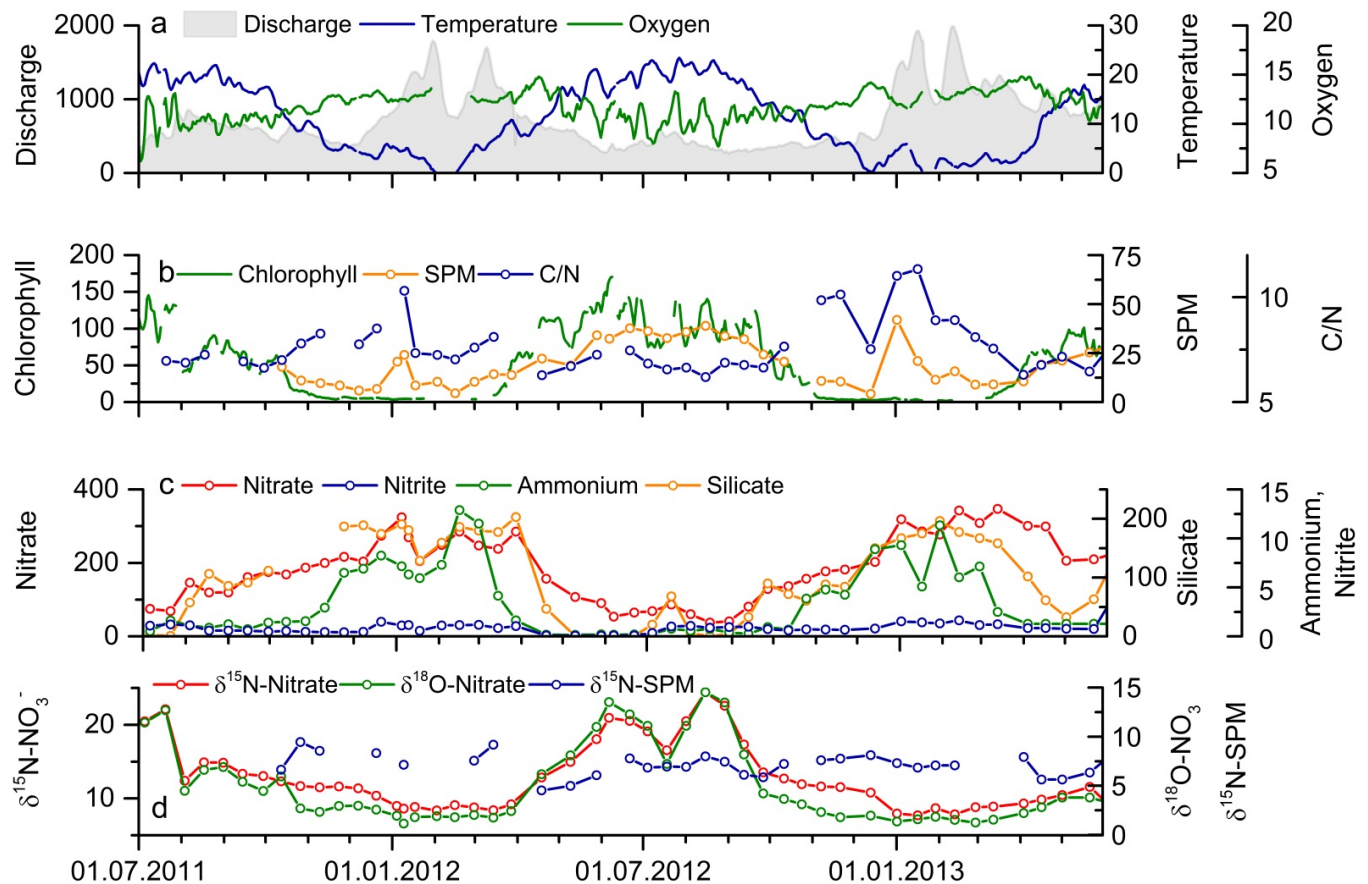 a Discharge Temperature Oxygen
2000
1000
0
Discharge
30
20
10
0
Temperature
20
15
10
5
Oxygen
b Chlorophyll SPM C/N
200
150
100
50
0
Chlorophyll
75
50
25
0
SPM
10
5
C/N
c Nitrate Nitrite Ammonium Silicate
400
200
0
Nitrate
200
100
0
Silicate
15
10
5
0
Ammonium,
Nitrite
δ¹⁵N-Nitrate δ¹⁸O-Nitrate δ¹⁵N-SPM
d
20
10
δ¹⁵N-NO₃⁻
15
10
5
0
δ¹⁸O-NO₃
δ¹⁵N-SPM
01.07.2011 01.01.2012 01.07.2012 01.01.2013